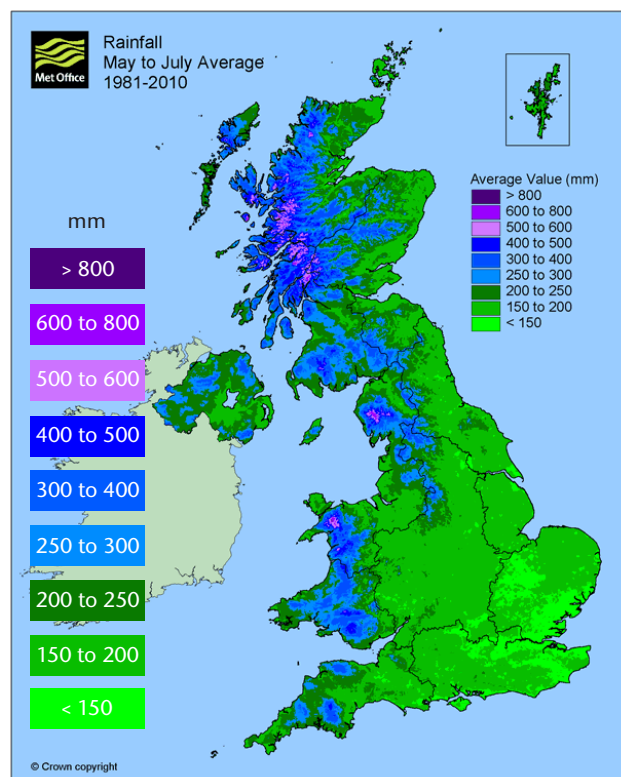 Met Office
Rainfall
May to July Average
1981-2010
mm
> 800
600 to 800
500 to 600
400 to 500
300 to 400
250 to 300
200 to 250
150 to 200
< 150
Average Value (mm)
> 800
600 to 800
500 to 600
400 to 500
300 to 400
250 to 300
200 to 250
150 to 200
< 150
© Crown copyright